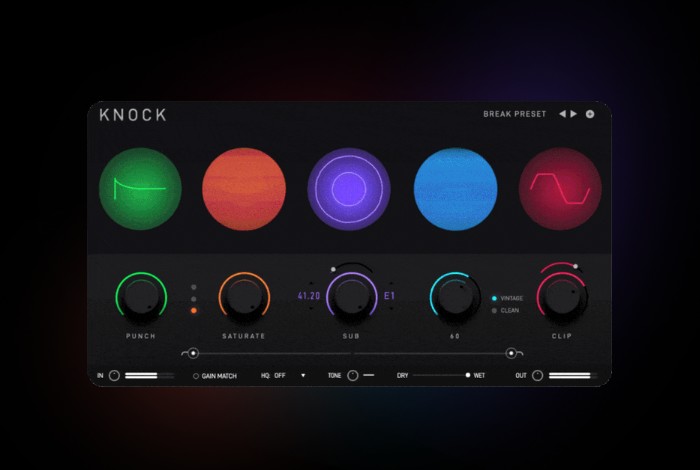 KNOCK
BREAK PRESET
41.20 E1
VINTAGE
CLEAN
PUNCH SATURATE SUB 60 CLIP
IN GAIN MATCH HQ: OFF TONE DRY WET OUT